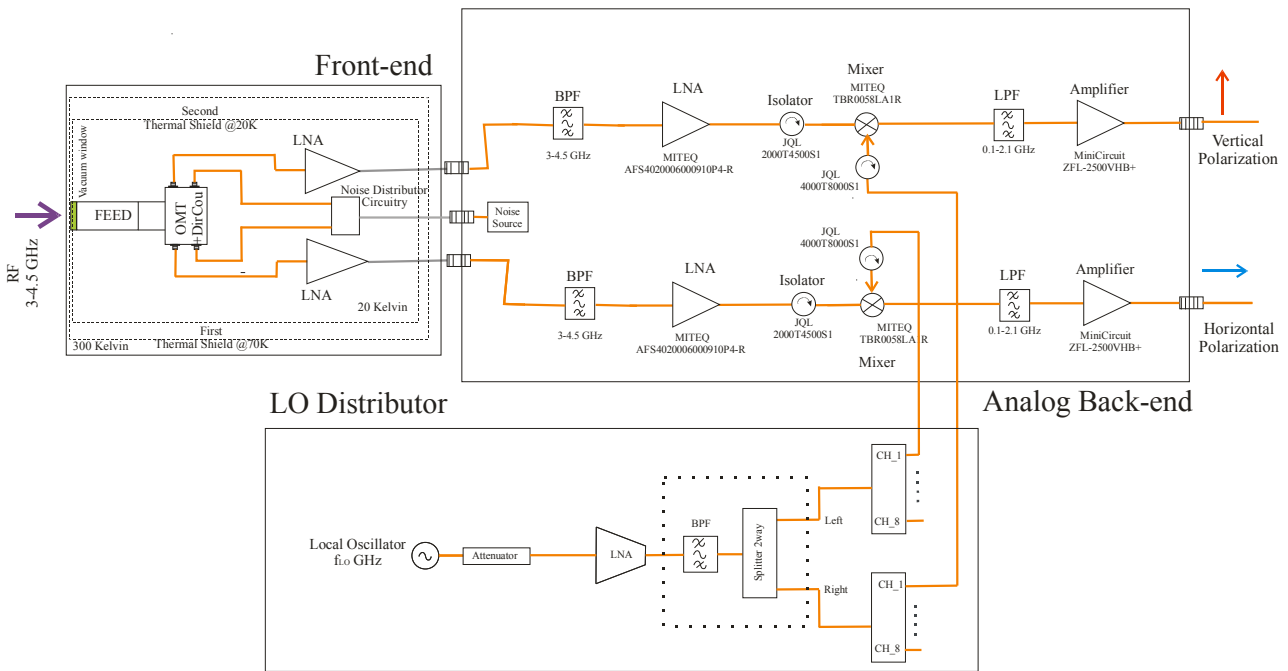 Front-end
Second
Thermal Shield @20K
Vacuum window
LNA
Noise Distributor
Circuitry
FEED
OMT
+DirCou
RF
3-4.5 GHz
LNA
20 Kelvin
First
Thermal Shield @70K
300 Kelvin
Noise
Source
BPF
3-4.5 GHz
LNA
MITEQ
AFS4020006000910P4-R
Isolator
JQL
2000T4500S1
Mixer
MITEQ
TBR0058LA1R
JQL
4000T8000S1
LPF
0.1-2.1 GHz
Amplifier
MiniCircuit
ZFL-2500VHB+
Vertical
Polarization
JQL
4000T8000S1
BPF
3-4.5 GHz
LNA
MITEQ
AFS4020006000910P4-R
Isolator
JQL
2000T4500S1
MITEQ
TBR0058LA1R
Mixer
LPF
0.1-2.1 GHz
Amplifier
MiniCircuit
ZFL-2500VHB+
Horizontal
Polarization
LO Distributor
Analog Back-end
Local Oscillator
fLO GHz
Attenuator
LNA
BPF
Splitter 2way
Left
Right
CH_1
CH_8
CH_1
CH_8